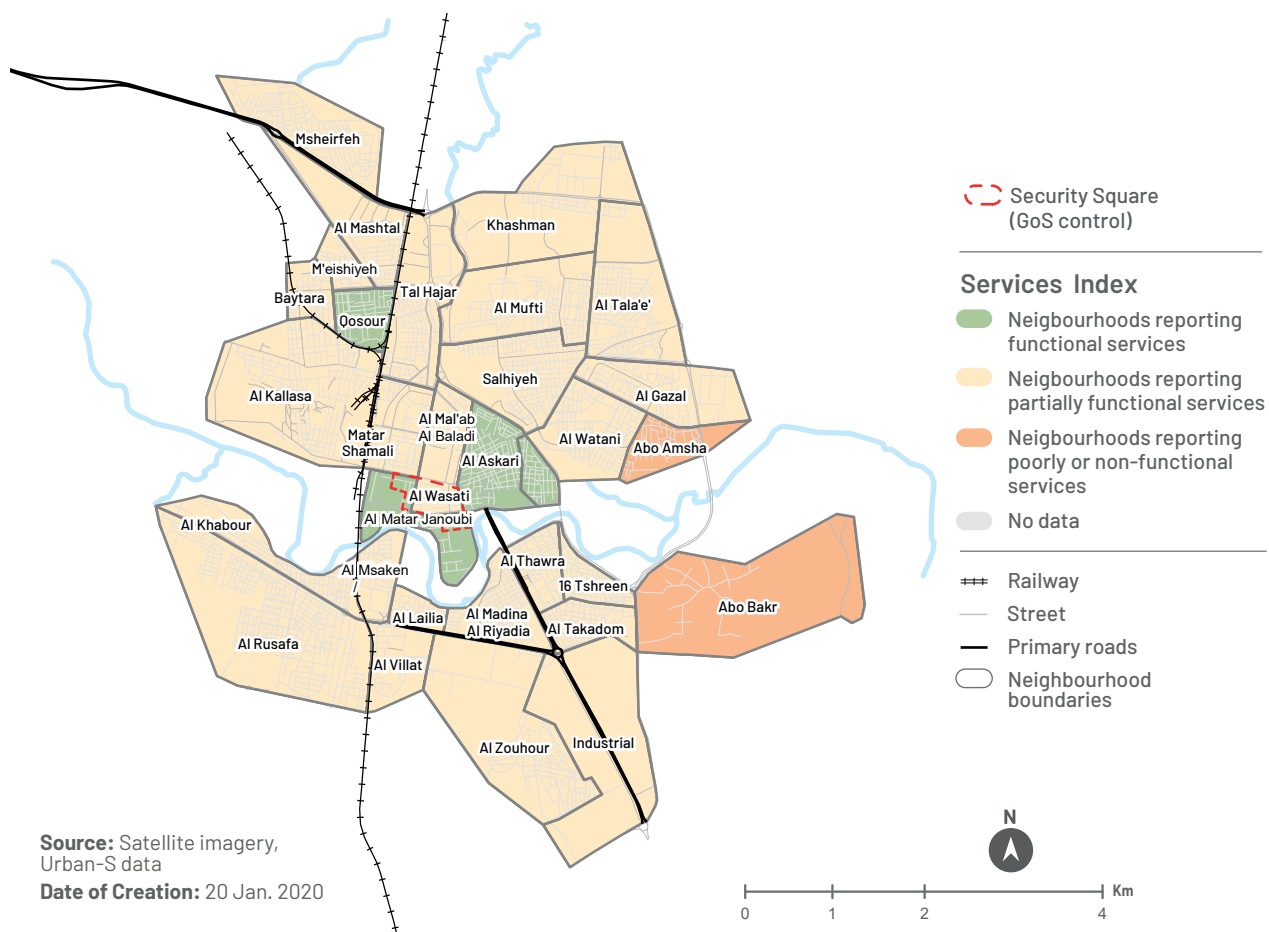 Msheirfeh
Al Mashtal
Khashman
M'eishiyeh
Baytara
Tal Hajar
Qosour
Al Mufti
Al Tala'e'
Salhiyeh
Al Kallasa
Al Gazal
Al Mal'ab
Al Baladi
Matar
Shamali
Al Watani
Abo Amsha
Al Askari
Al Wasati
Al Matar Janoubi
Al Khabour
Al Msaken
Al Thawra
16 Tshreen
Abo Bakr
Al Lailia
Al Madina
Al Riyadia
Al Takadom
Al Rusafa
Al Villat
Al Zouhour
Industrial
Security Square
(GoS control)
Services Index
Neigbourhoods reporting
functional services
Neigbourhoods reporting
partially functional services
Neigbourhoods reporting
poorly or non-functional
services
No data
Railway
Street
Primary roads
Neighbourhood
boundaries
N
Km
0 1 2 4
Source: Satellite imagery,
Urban-S data
Date of Creation: 20 Jan. 2020